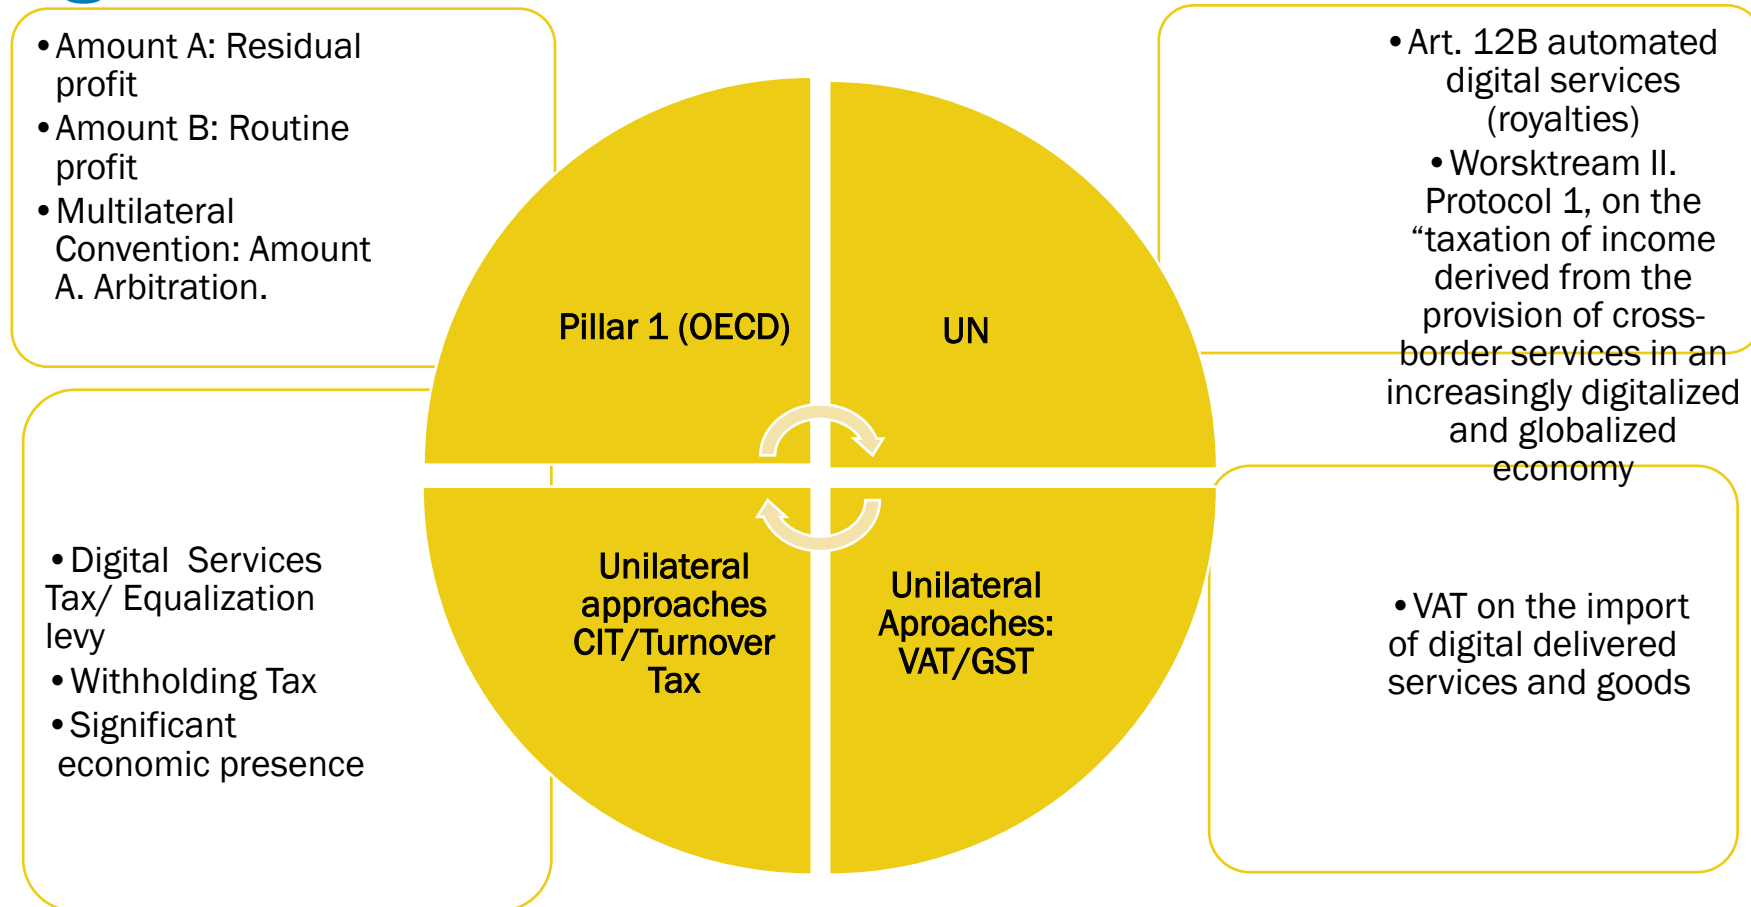 •Amount A: Residual
profit
•Amount B: Routine
profit
•Multilateral
Convention: Amount
A. Arbitration.
•Art. 12B automated
digital services
(royalties)
•Worsktream II.
Protocol 1, on the
“taxation of income
derived from the
provision of cross-
border services in an
increasingly digitalized
and globalized
economy
Pillar 1 (OECD)
UN
•Digital Services
Tax/ Equalization
levy
•Withholding Tax
•Significant
economic presence
Unilateral
approaches
CIT/Turnover
Tax
Unilateral
Aproaches:
VAT/GST
•VAT on the import
of digital delivered
services and goods